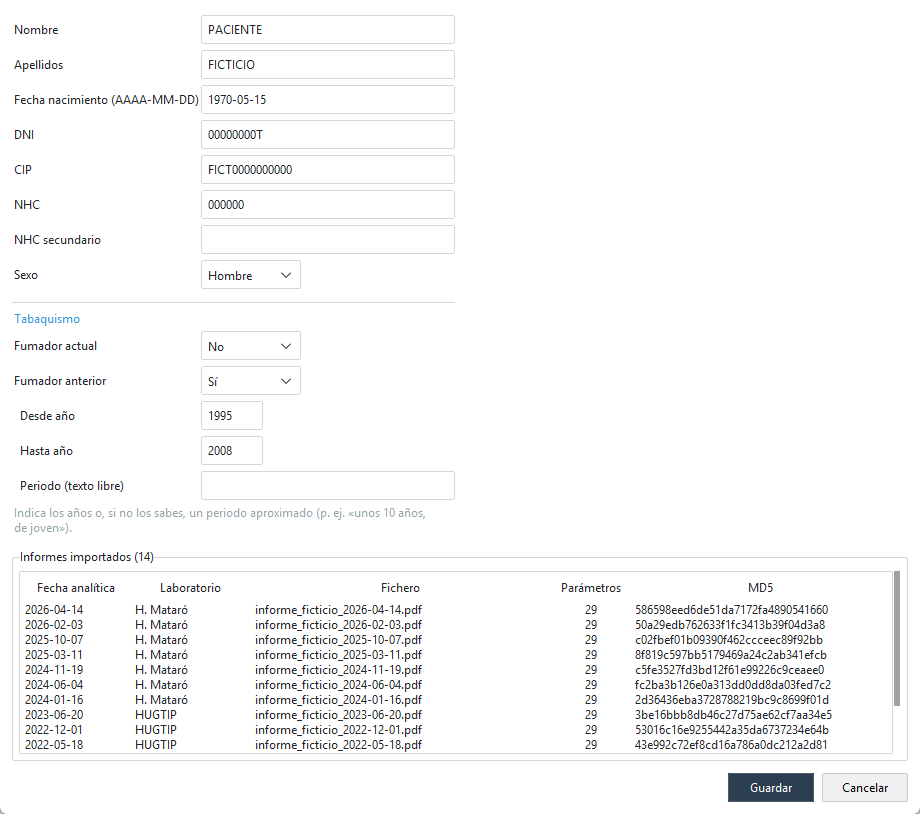 Nombre PACIENTE
Apellidos FICTICIO
Fecha nacimiento (AAAA-MM-DD) 1970-05-15
DNI 00000000T
CIP FICT0000000000
NHC 000000
NHC secundario
Sexo Hombre
Tabaquismo
Fumador actual No
Fumador anterior Sí
Desde año 1995
Hasta año 2008
Periodo (texto libre)
Indica los años o, si no los sabes, un periodo aproximado (p. ej. «unos 10 años,
de joven»).
Informes importados (14)
Fecha analítica Laboratorio Fichero Parámetros MD5
2026-04-14 H. Mataró informe_ficticio_2026-04-14.pdf 29 586598eed6de51da7172fa4890541660
2026-02-03 H. Mataró informe_ficticio_2026-02-03.pdf 29 50a29edb762633f1fc3413b39f04d3a8
2025-10-07 H. Mataró informe_ficticio_2025-10-07.pdf 29 c02fbef01b09390f462ccceec89f92bb
2025-03-11 H. Mataró informe_ficticio_2025-03-11.pdf 29 8f819c597bb5179469a24c2ab341efcb
2024-11-19 H. Mataró informe_ficticio_2024-11-19.pdf 29 c5fe3527fd3bd12f61e99226c9ceaee0
2024-06-04 H. Mataró informe_ficticio_2024-06-04.pdf 29 fc2ba3b126e0a313dd0dd8da03fed7c2
2024-01-16 H. Mataró informe_ficticio_2024-01-16.pdf 29 2d36436eba3728788219bc9c8699f01d
2023-06-20 HUGTIP informe_ficticio_2023-06-20.pdf 29 3be16bbb8db46c27d75ae62cf7aa34e5
2022-12-01 HUGTIP informe_ficticio_2022-12-01.pdf 29 53016c16e9255442a35da6737234e64b
2022-05-18 HUGTIP informe_ficticio_2022-05-18.pdf 29 43e992c72ef8cd16a786a0dc212a2d81
Guardar Cancelar